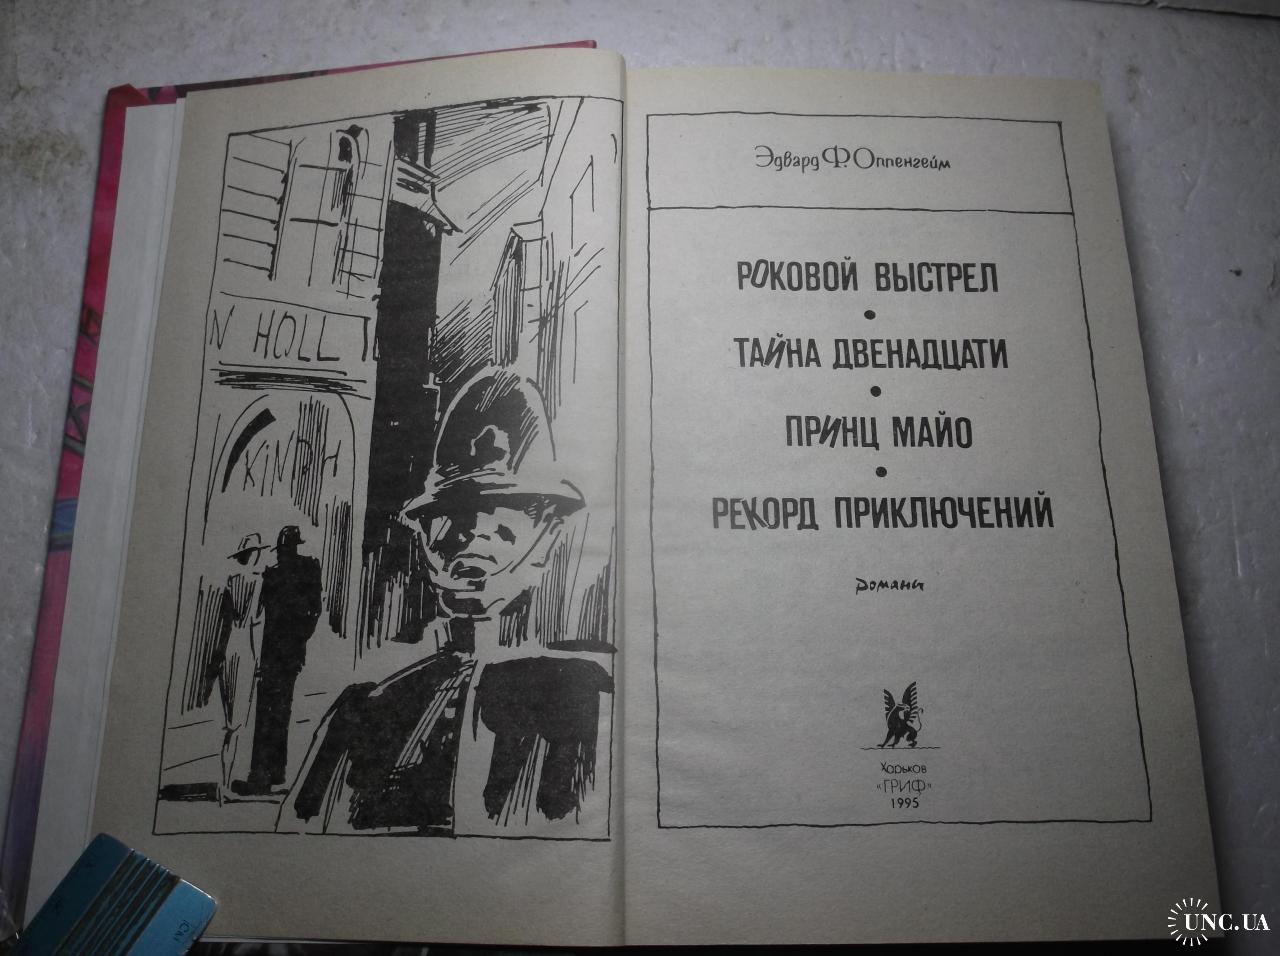 N HOLL
Эдвард Ф. Оппенгейм
РОКОВОЙ ВЫСТРЕЛ
•
ТАЙНА ДВЕНАДЦАТИ
•
ПРИНЦ МАЙО
•
РЕКОРД ПРИКЛЮЧЕНИЙ
романы
Харьков
«ГРИФ»
1995
UNC.UA